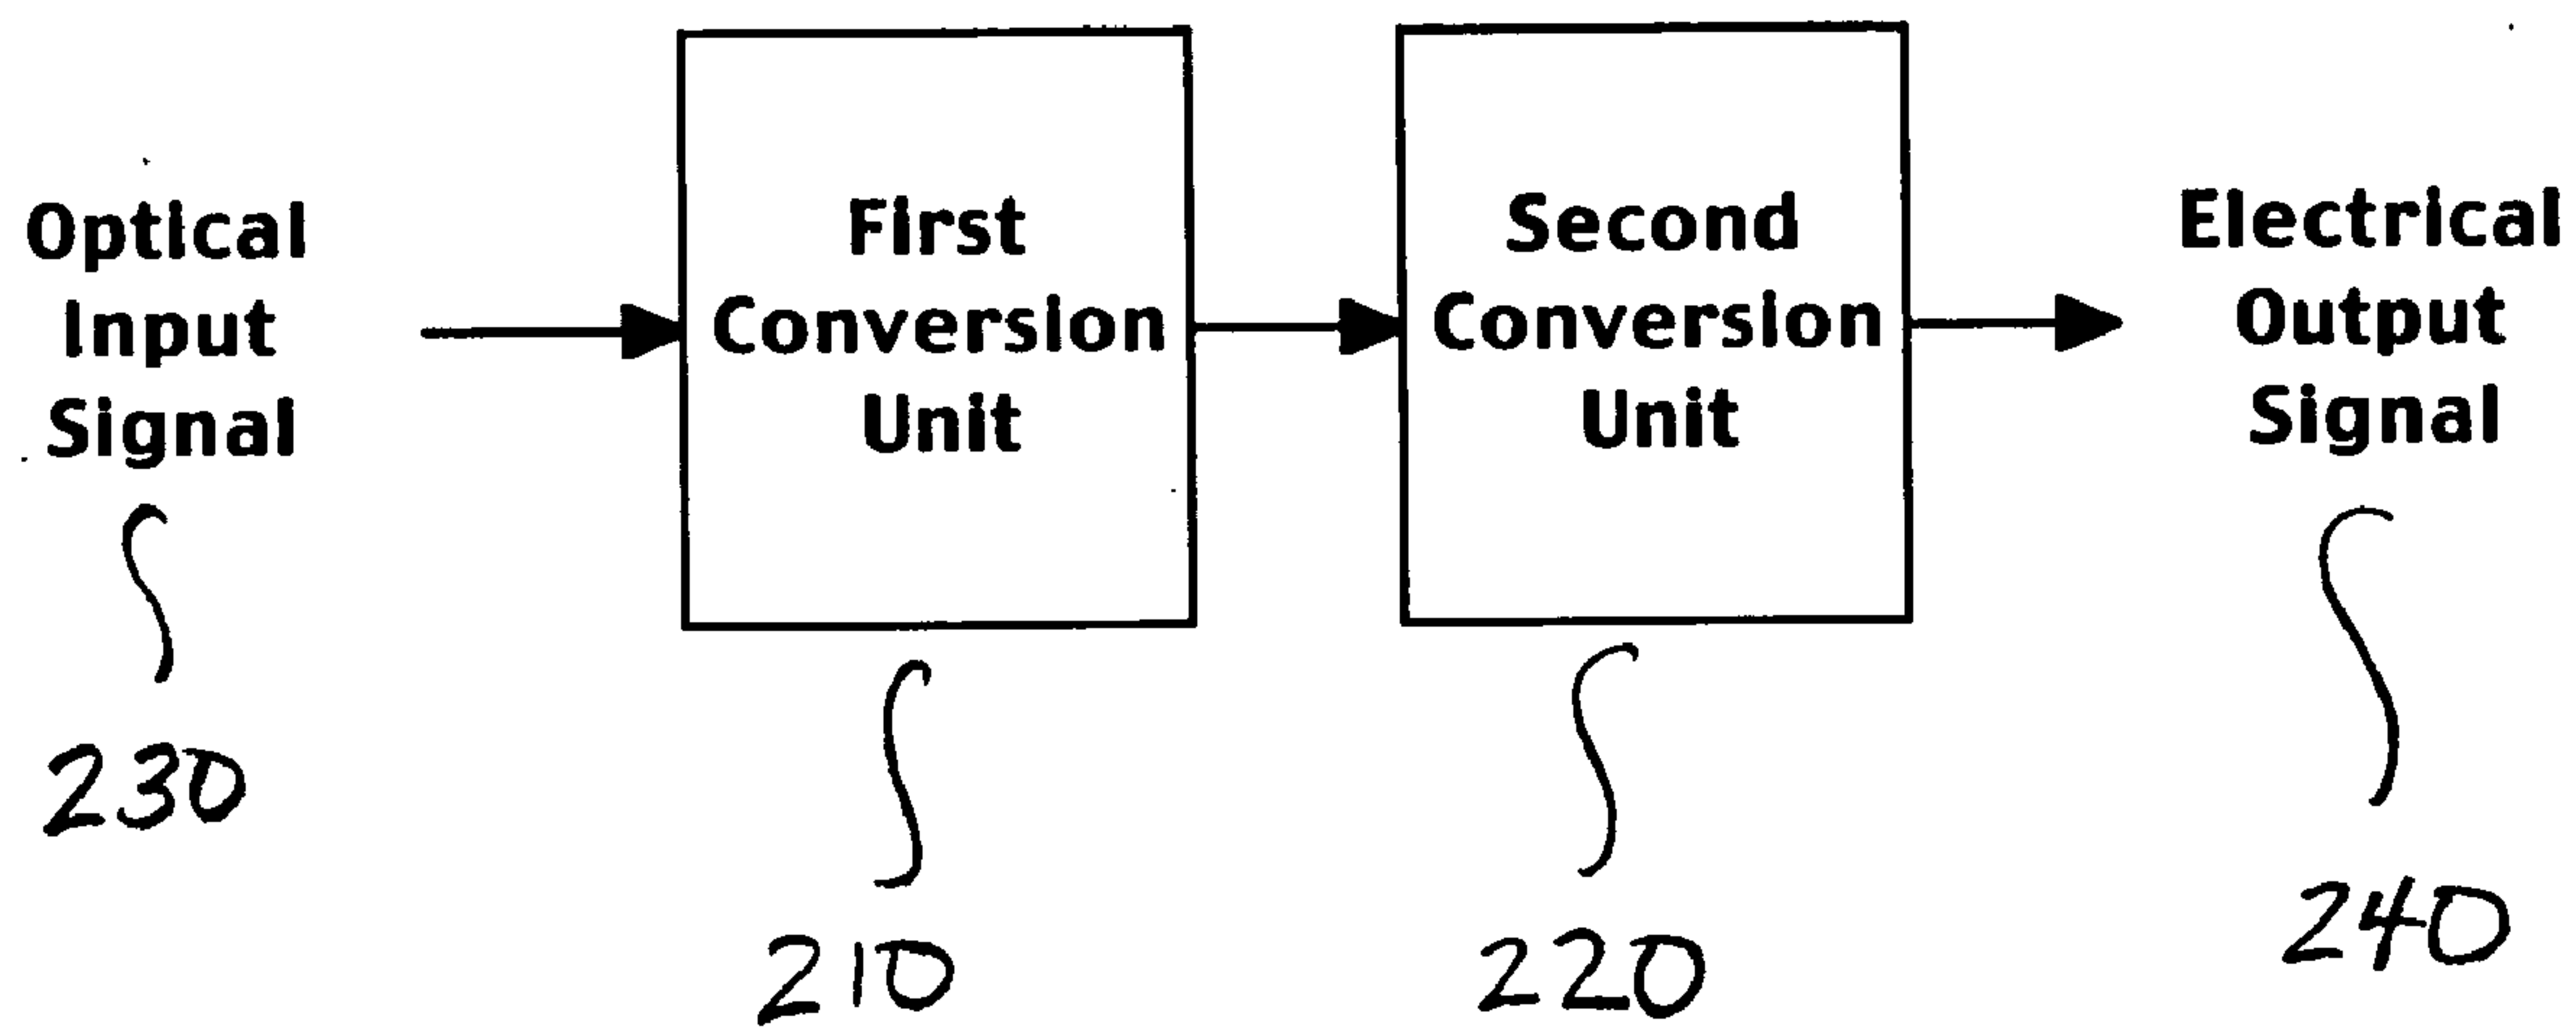 Optical
Input
Signal
First
Conversion
Unit
Second
Conversion
Unit
Electrical
Output
Signal
230
210
220
240